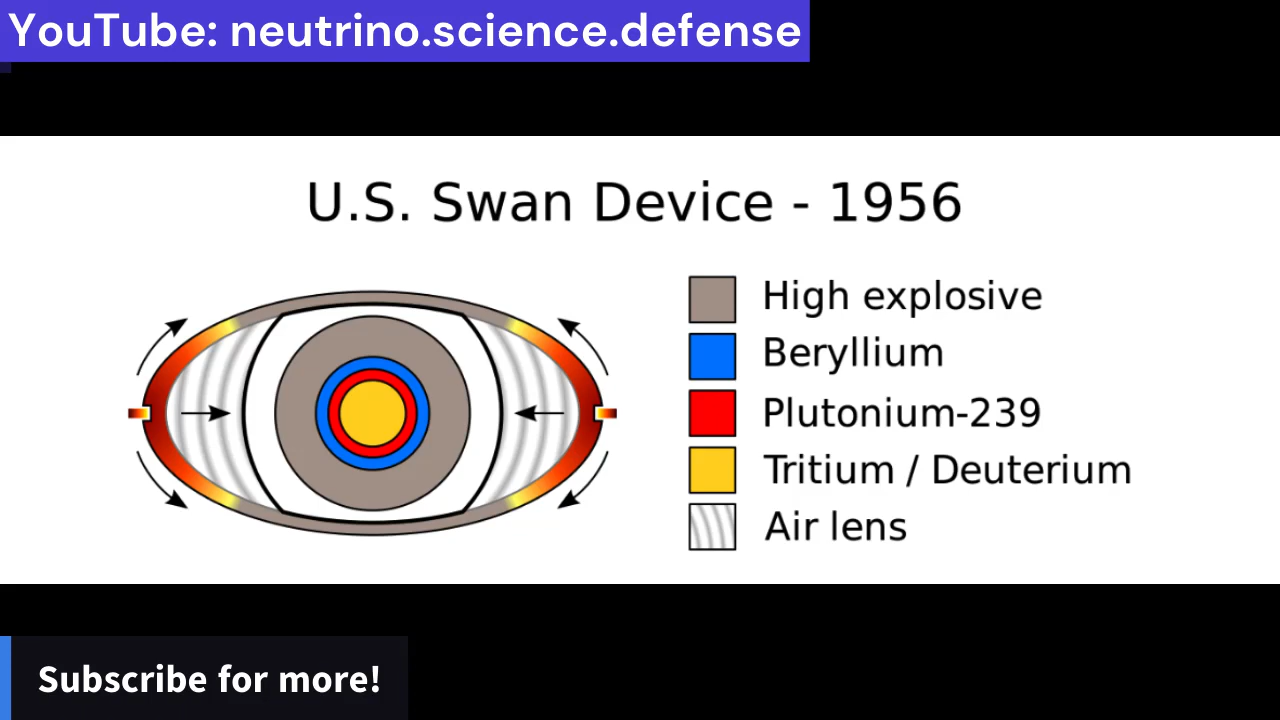 YouTube: neutrino.science.defense
U.S. Swan Device - 1956
High explosive
Beryllium
Plutonium-239
Tritium / Deuterium
Air lens
Subscribe for more!